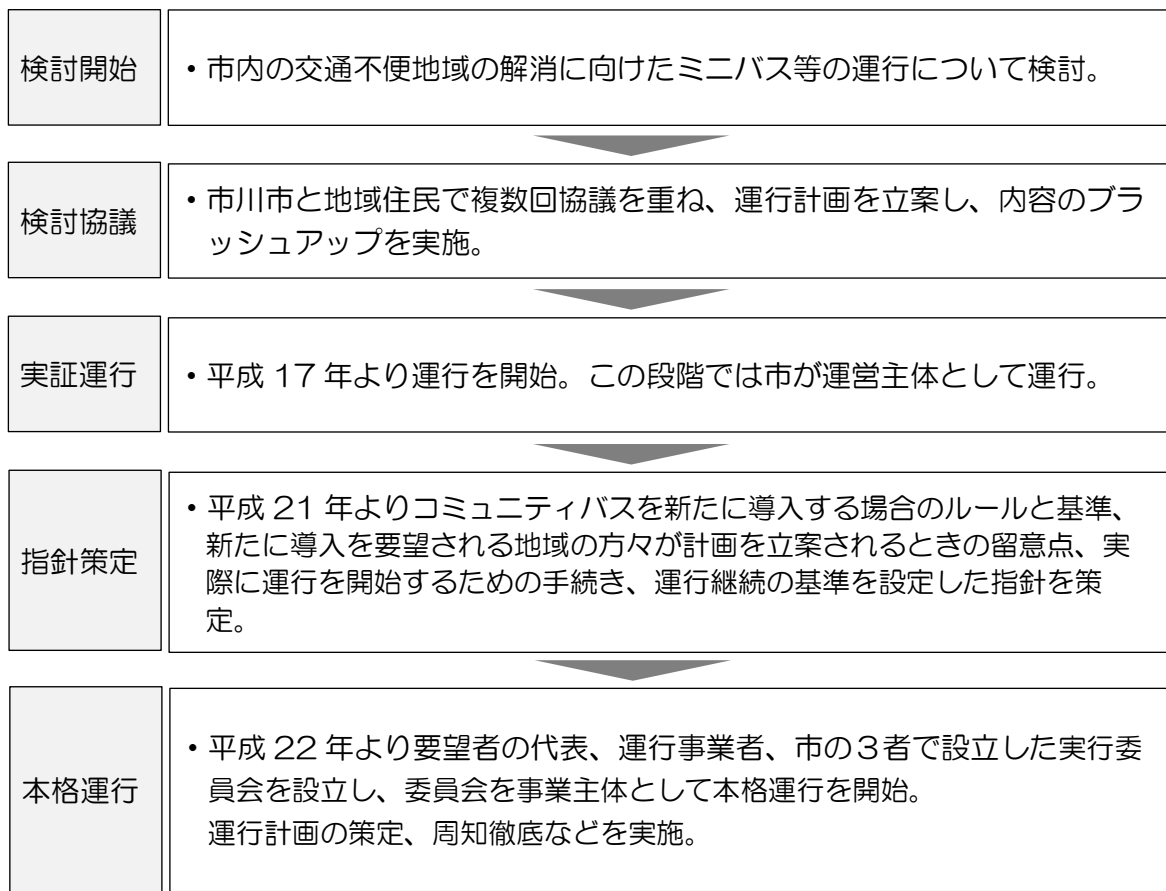 検討開始
・市内の交通不便地域の解消に向けたミニバス等の運行について検討。
検討協議
・市川市と地域住民で複数回協議を重ね、運行計画を立案し、内容のブラ
ッシュアップを実施。
実証運行
・平成 17 年より運行を開始。この段階では市が運営主体として運行。
指針策定
・平成 21 年よりコミュニティバスを新たに導入する場合のルールと基準、
新たに導入を要望される地域の方々が計画を立案されるときの留意点、実
際に運行を開始するための手続き、運行継続の基準を設定した指針を策
定。
本格運行
・平成 22 年より要望者の代表、運行事業者、市の３者で設立した実行委
員会を設立し、委員会を事業主体として本格運行を開始。
運行計画の策定、周知徹底などを実施。